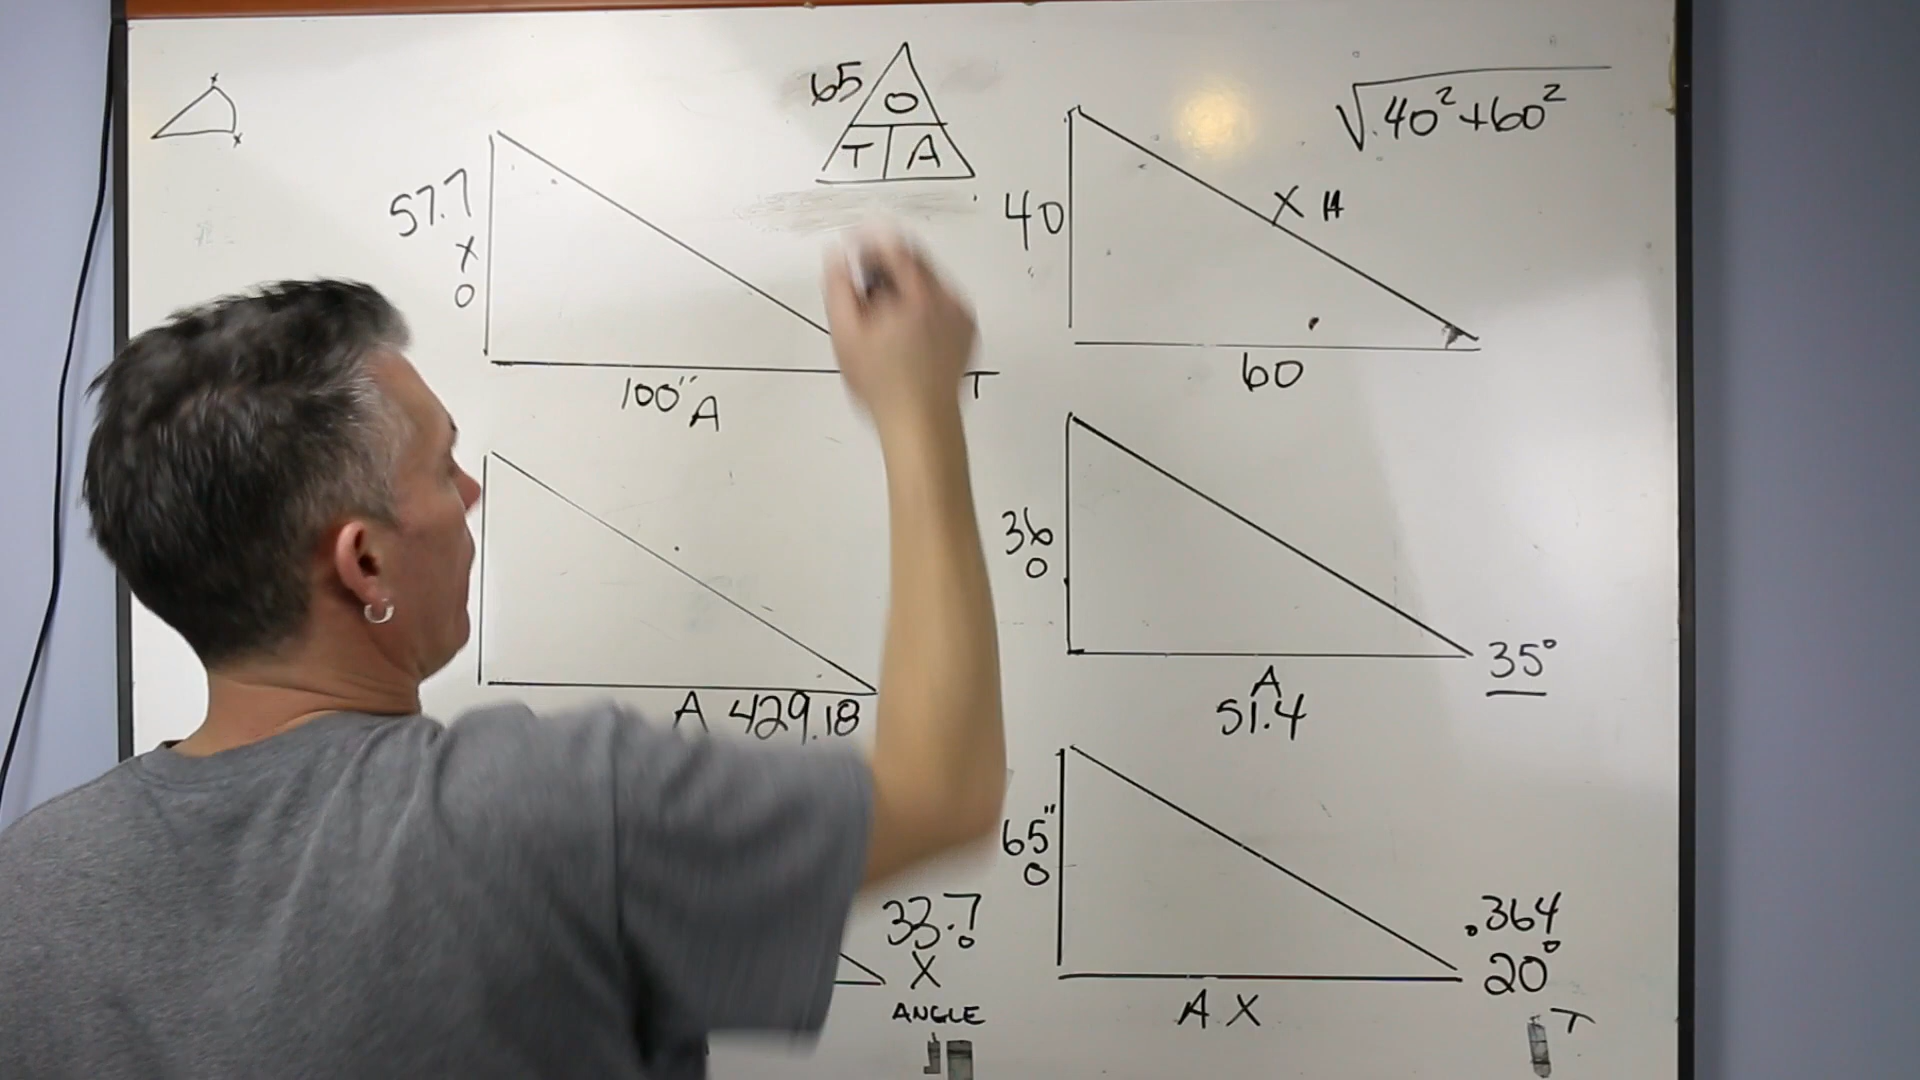 65
O
T A
57.7
X
O
100" A
T
√40²+60²
40
X H
60
36
O
35°
A
51.4
A 429.18
65"
O
.364
20°
A X
T
33.7°
X
ANGLE